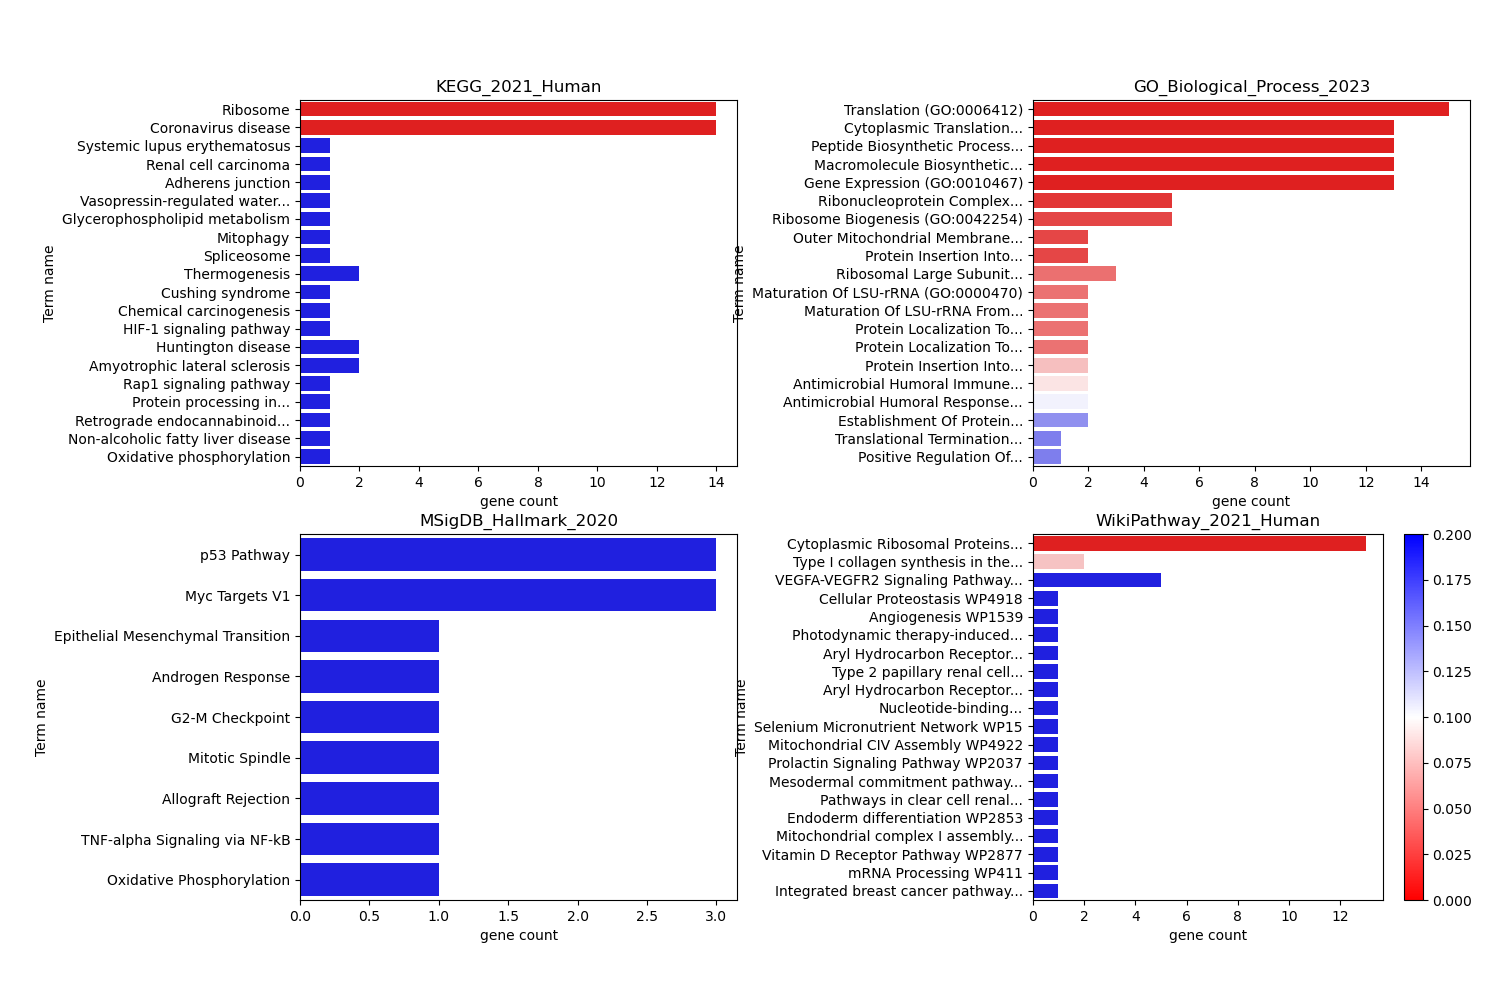 KEGG_2021_Human
Term name
Ribosome
Coronavirus disease
Systemic lupus erythematosus
Renal cell carcinoma
Adherens junction
Vasopressin-regulated water...
Glycerophospholipid metabolism
Mitophagy
Spliceosome
Thermogenesis
Cushing syndrome
Chemical carcinogenesis
HIF-1 signaling pathway
Huntington disease
Amyotrophic lateral sclerosis
Rap1 signaling pathway
Protein processing in...
Retrograde endocannabinoid...
Non-alcoholic fatty liver disease
Oxidative phosphorylation
0 2 4 6 8 10 12 14
gene count
GO_Biological_Process_2023
Term name
Translation (GO:0006412)
Cytoplasmic Translation...
Peptide Biosynthetic Process...
Macromolecule Biosynthetic...
Gene Expression (GO:0010467)
Ribonucleoprotein Complex...
Ribosome Biogenesis (GO:0042254)
Outer Mitochondrial Membrane...
Protein Insertion Into...
Ribosomal Large Subunit...
Maturation Of LSU-rRNA (GO:0000470)
Maturation Of LSU-rRNA From...
Protein Localization To...
Protein Localization To...
Protein Insertion Into...
Antimicrobial Humoral Immune...
Antimicrobial Humoral Response...
Establishment Of Protein...
Translational Termination...
Positive Regulation Of...
0 2 4 6 8 10 12 14
gene count
MSigDB_Hallmark_2020
Term name
p53 Pathway
Myc Targets V1
Epithelial Mesenchymal Transition
Androgen Response
G2-M Checkpoint
Mitotic Spindle
Allograft Rejection
TNF-alpha Signaling via NF-kB
Oxidative Phosphorylation
0.0 0.5 1.0 1.5 2.0 2.5 3.0
gene count
WikiPathway_2021_Human
Term name
Cytoplasmic Ribosomal Proteins...
Type I collagen synthesis in the...
VEGFA-VEGFR2 Signaling Pathway...
Cellular Proteostasis WP4918
Angiogenesis WP1539
Photodynamic therapy-induced...
Aryl Hydrocarbon Receptor...
Type 2 papillary renal cell...
Aryl Hydrocarbon Receptor...
Nucleotide-binding...
Selenium Micronutrient Network WP15
Mitochondrial CIV Assembly WP4922
Prolactin Signaling Pathway WP2037
Mesodermal commitment pathway...
Pathways in clear cell renal...
Endoderm differentiation WP2853
Mitochondrial complex I assembly...
Vitamin D Receptor Pathway WP2877
mRNA Processing WP411
Integrated breast cancer pathway...
0 2 4 6 8 10 12
gene count
0.200
0.175
0.150
0.125
0.100
0.075
0.050
0.025
0.000